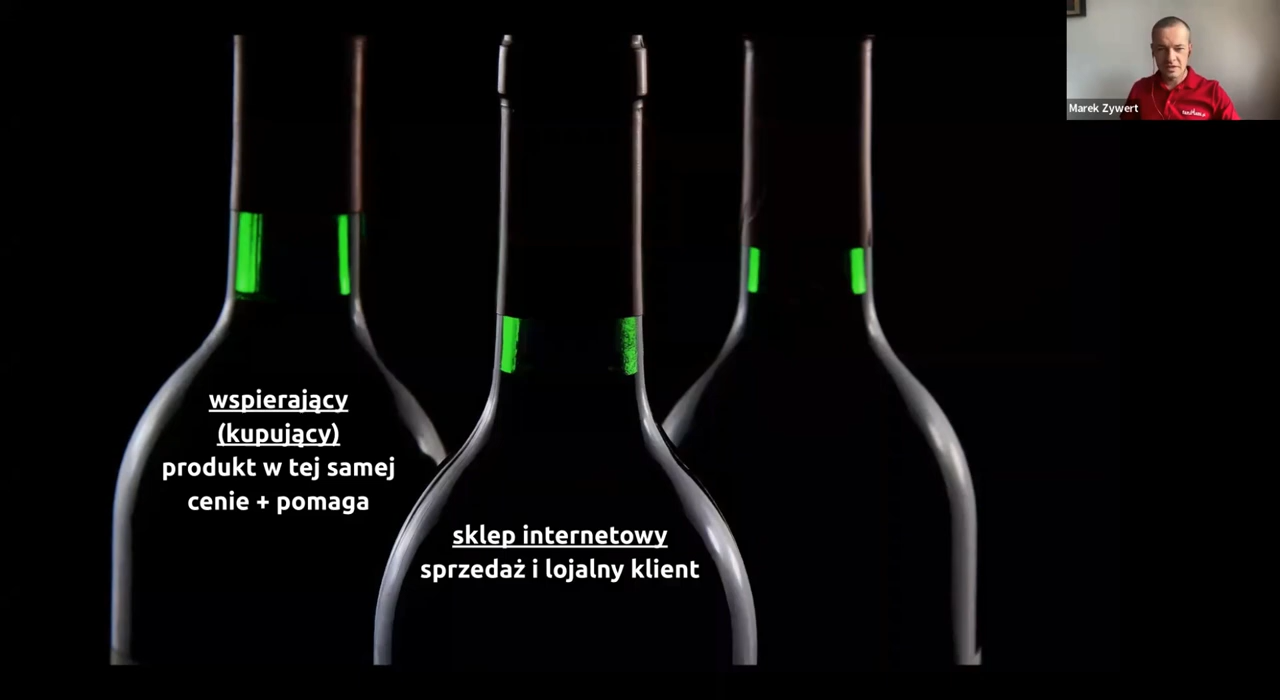 wspierający
(kupujący)
produkt w tej samej
cenie + pomaga
sklep internetowy
sprzedaż i lojalny klient
Marek Zywert